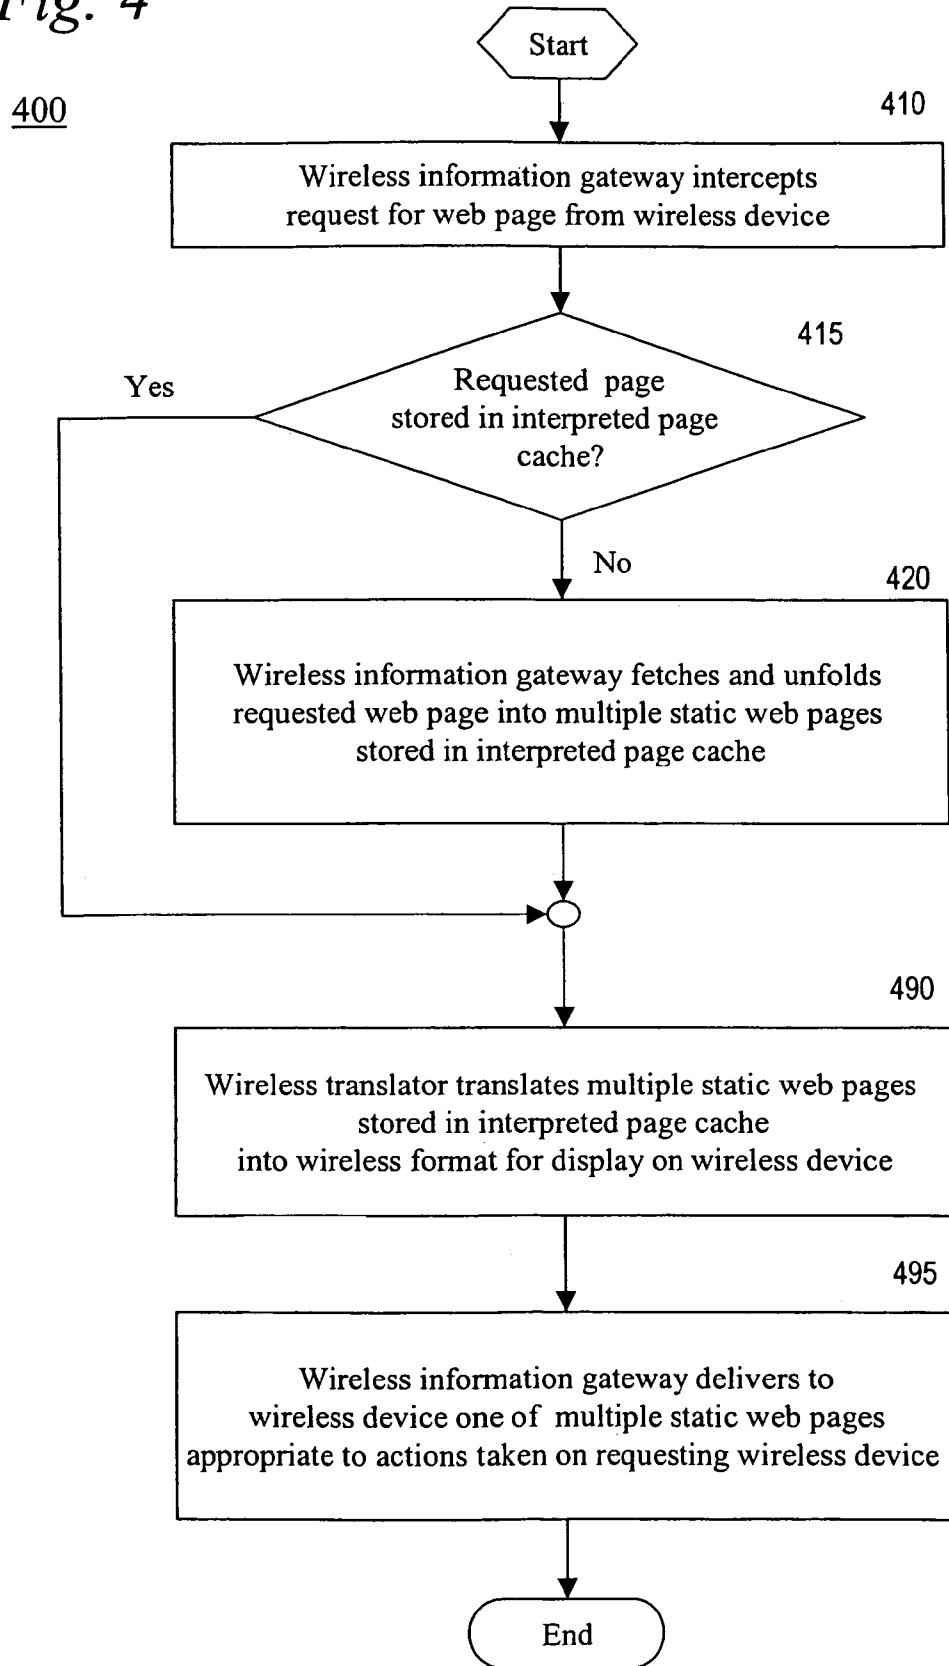 Fig. 4
Start
400
410
Wireless information gateway intercepts
request for web page from wireless device
415
Yes
Requested page
stored in interpreted page
cache?
No
420
Wireless information gateway fetches and unfolds
requested web page into multiple static web pages
stored in interpreted page cache
490
Wireless translator translates multiple static web pages
stored in interpreted page cache
into wireless format for display on wireless device
495
Wireless information gateway delivers to
wireless device one of multiple static web pages
appropriate to actions taken on requesting wireless device
End